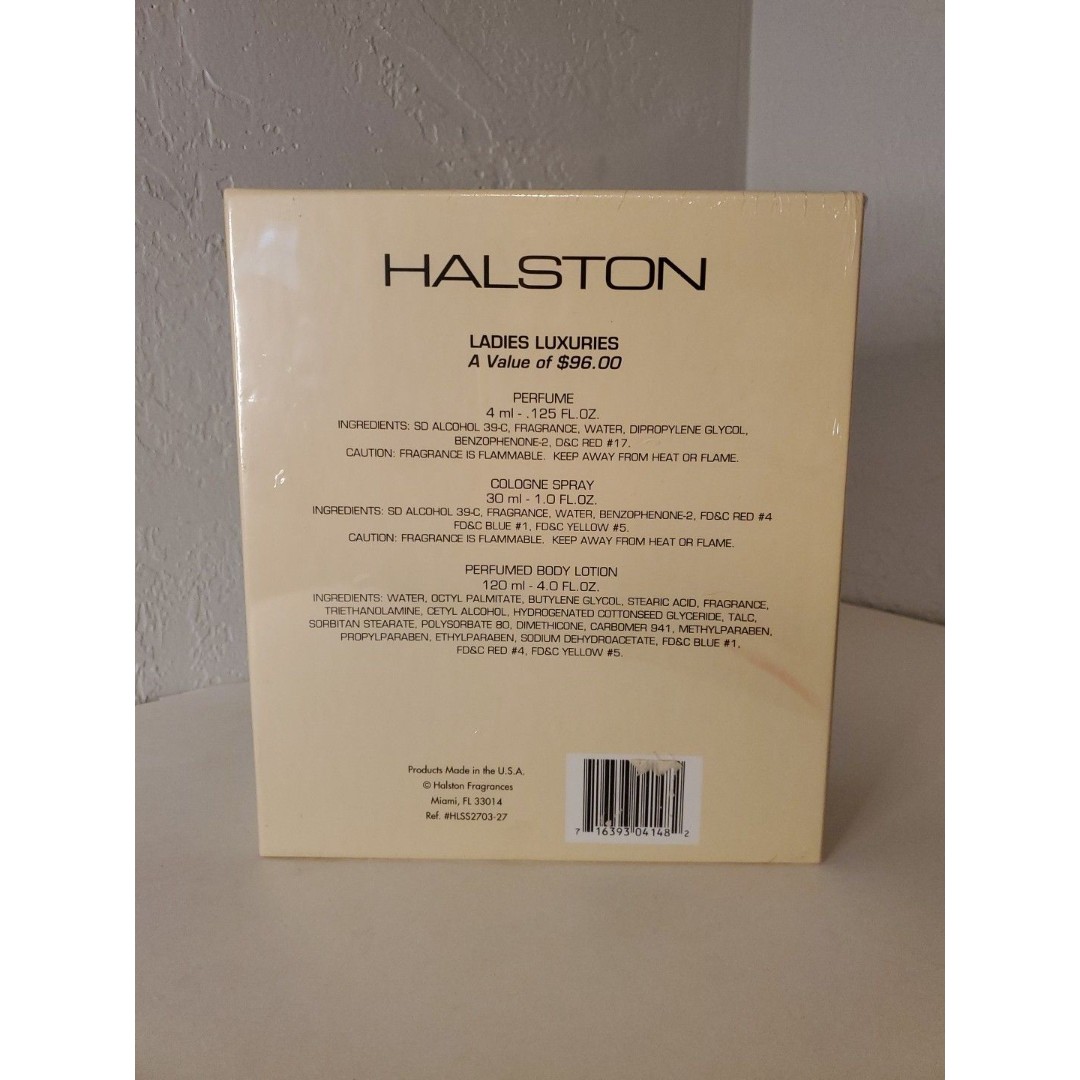 HALSTON
LADIES LUXURIES
A Value of $96.00
PERFUME
4 ml - .125 FL.OZ.
INGREDIENTS: SD ALCOHOL 39-C, FRAGRANCE, WATER, DIPROPYLENE GLYCOL,
BENZOPHENONE-2, D&C RED #17.
CAUTION: FRAGRANCE IS FLAMMABLE. KEEP AWAY FROM HEAT OR FLAME.
COLOGNE SPRAY
30 ml - 1.0 FL.OZ.
INGREDIENTS: SD ALCOHOL 39-C, FRAGRANCE, WATER, BENZOPHENONE-2, FD&C RED #4
FD&C BLUE #1, FD&C YELLOW #5.
CAUTION: FRAGRANCE IS FLAMMABLE. KEEP AWAY FROM HEAT OR FLAME.
PERFUMED BODY LOTION
120 ml - 4.0 FL.OZ.
INGREDIENTS: WATER, OCTYL PALMITATE, BUTYLENE GLYCOL, STEARIC ACID, FRAGRANCE,
TRIETHANOLAMINE, CETYL ALCOHOL, HYDROGENATED COTTONSEED GLYCERIDE, TALC,
SORBITAN STEARATE, POLYSORBATE 80, DIMETHICONE, CARBOMER 941, METHYLPARABEN,
PROPYLPARABEN, ETHYLPARABEN, SODIUM DEHYDROACETATE, FD&C BLUE #1,
FD&C RED #4, FD&C YELLOW #5.
Products Made in the U.S.A.
© Halston Fragrances
Miami, FL 33014
Ref. #HLSS2703-27
7 16393 04148 2